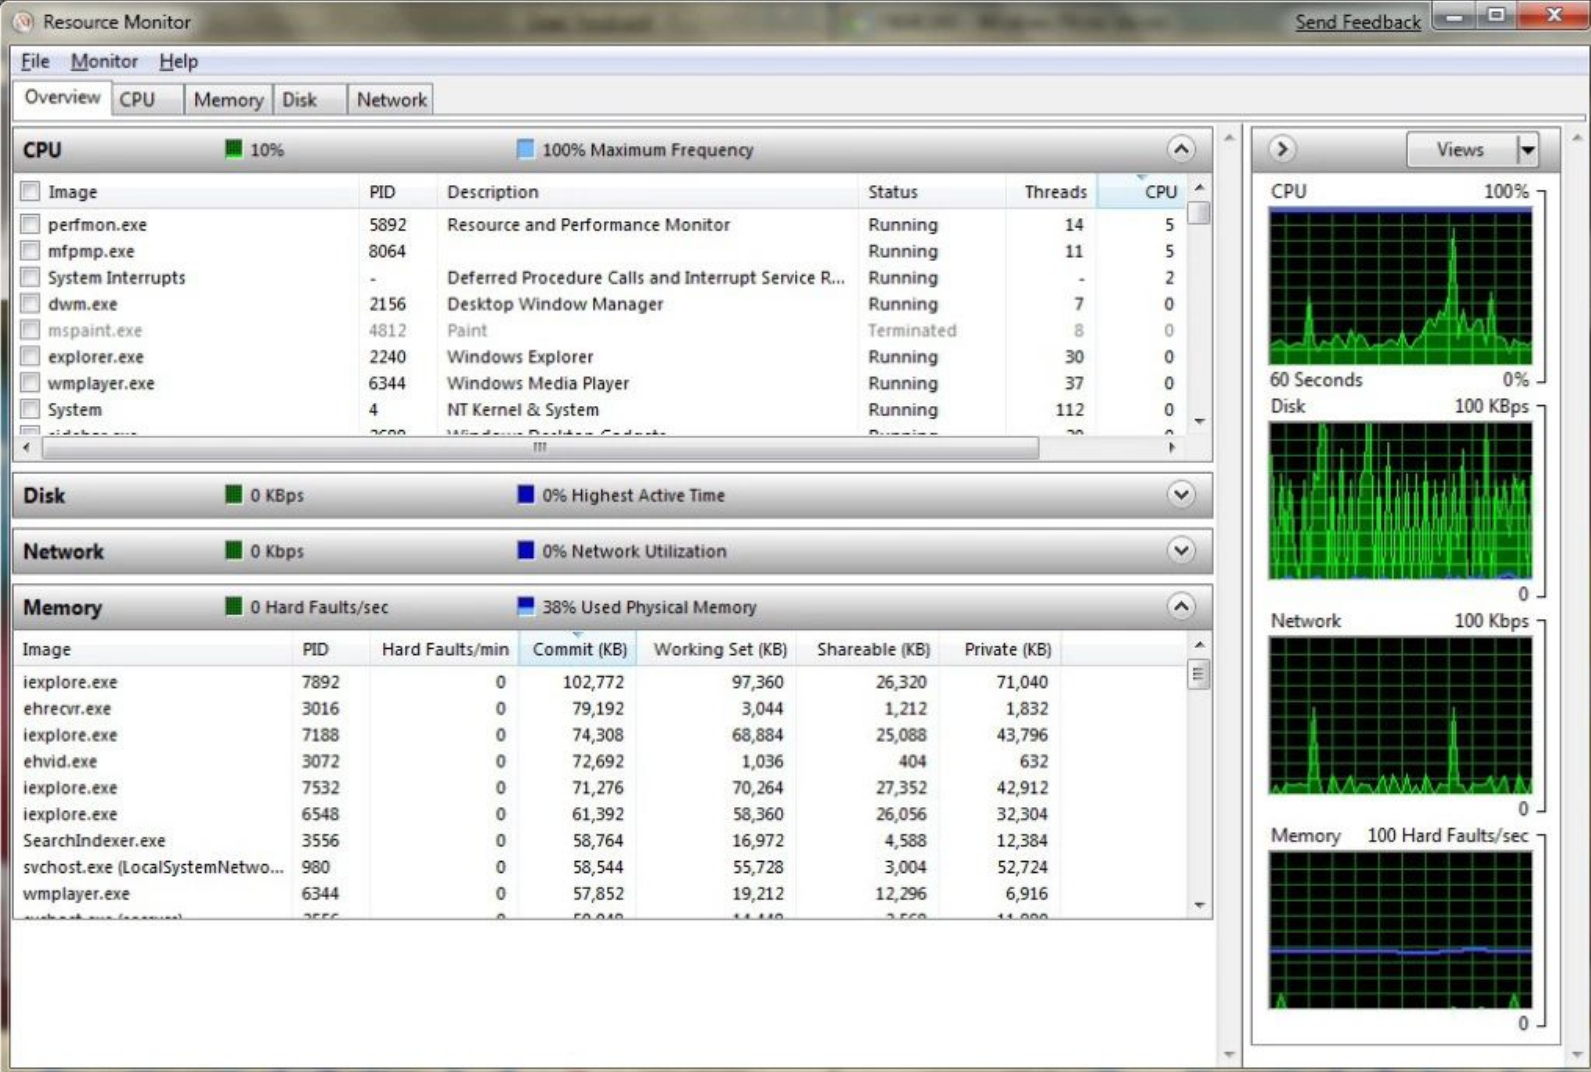 Resource Monitor
Send Feedback
File Monitor Help
Overview CPU Memory Disk Network
CPU 10% 100% Maximum Frequency
Image PID Description Status Threads CPU
perfmon.exe 5892 Resource and Performance Monitor Running 14 5
mfpmp.exe 8064 Running 11 5
System Interrupts - Deferred Procedure Calls and Interrupt Service R... Running - 2
dwm.exe 2156 Desktop Window Manager Running 7 0
mspaint.exe 4812 Paint Terminated 8 0
explorer.exe 2240 Windows Explorer Running 30 0
wmplayer.exe 6344 Windows Media Player Running 37 0
System 4 NT Kernel & System Running 112 0
Disk 0 KBps 0% Highest Active Time
Network 0 Kbps 0% Network Utilization
Memory 0 Hard Faults/sec 38% Used Physical Memory
Image PID Hard Faults/min Commit (KB) Working Set (KB) Shareable (KB) Private (KB)
iexplore.exe 7892 0 102,772 97,360 26,320 71,040
ehrecvr.exe 3016 0 79,192 3,044 1,212 1,832
iexplore.exe 7188 0 74,308 68,884 25,088 43,796
ehvid.exe 3072 0 72,692 1,036 404 632
iexplore.exe 7532 0 71,276 70,264 27,352 42,912
iexplore.exe 6548 0 61,392 58,360 26,056 32,304
SearchIndexer.exe 3556 0 58,764 16,972 4,588 12,384
svchost.exe (LocalSystemNetwo... 980 0 58,544 55,728 3,004 52,724
wmplayer.exe 6344 0 57,852 19,212 12,296 6,916
Views
CPU 100%
60 Seconds 0%
Disk 100 KBps
0
Network 100 Kbps
0
Memory 100 Hard Faults/sec
0